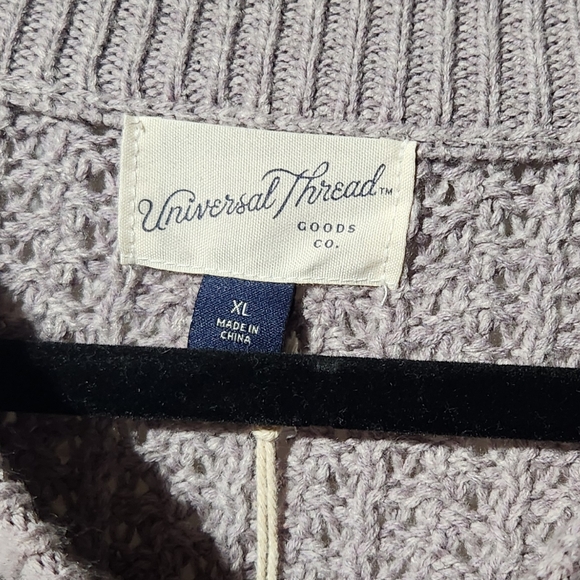 Universal Thread™
GOODS
CO.
XL
MADE IN
CHINA